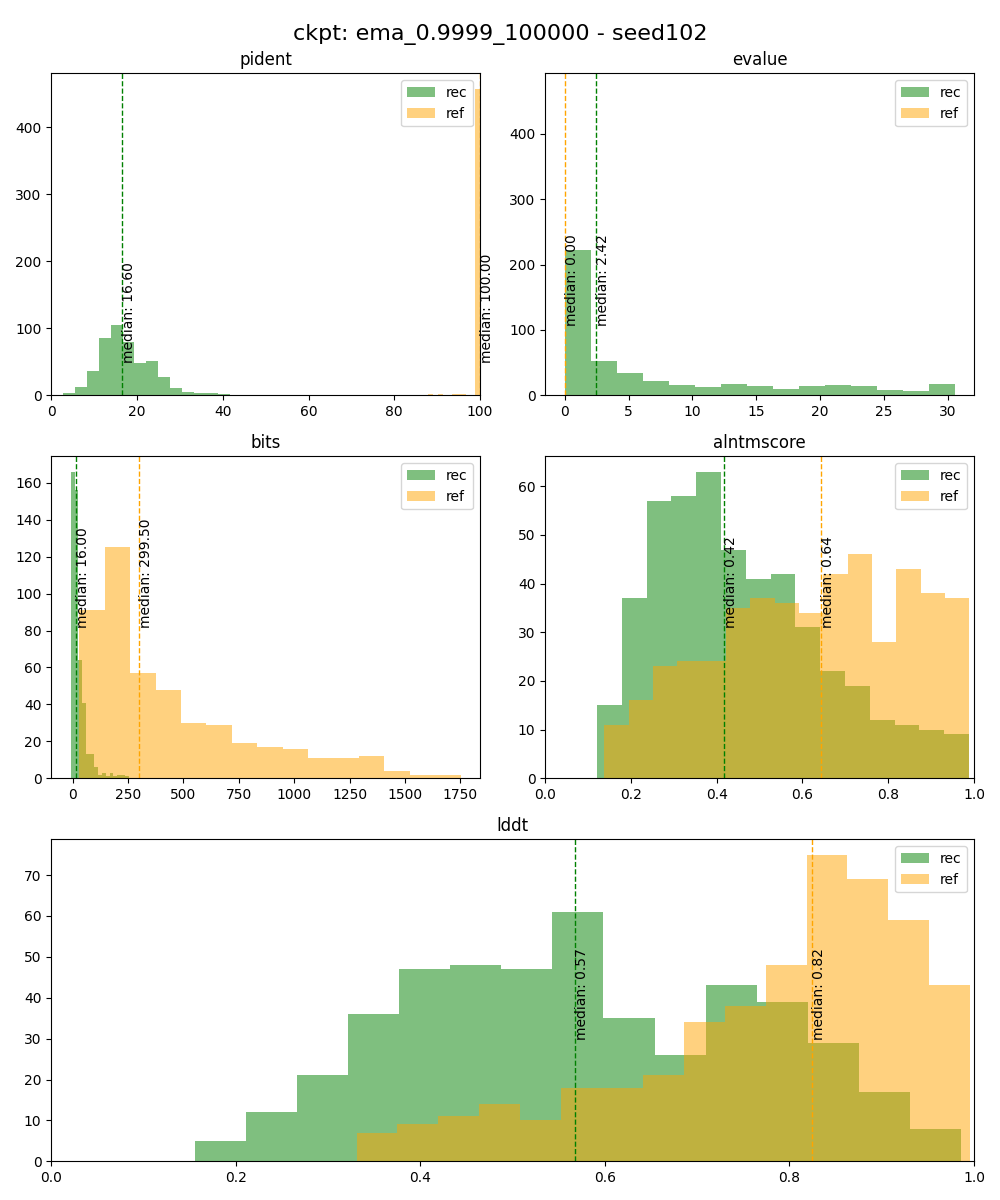 ckpt: ema_0.9999_100000 - seed102
pident
rec
ref
median: 16.60
median: 100.00
0
100
200
300
400
0 20 40 60 80 100
evalue
rec
ref
median: 0.00
median: 2.42
0
100
200
300
400
0 5 10 15 20 25 30
bits
rec
ref
median: 16.00
median: 299.50
0
20
40
60
80
100
120
140
160
0 250 500 750 1000 1250 1500 1750
alntmscore
rec
ref
median: 0.42
median: 0.64
0
10
20
30
40
50
60
0.0 0.2 0.4 0.6 0.8 1.0
lddt
rec
ref
median: 0.57
median: 0.82
0
10
20
30
40
50
60
70
0.0 0.2 0.4 0.6 0.8 1.0